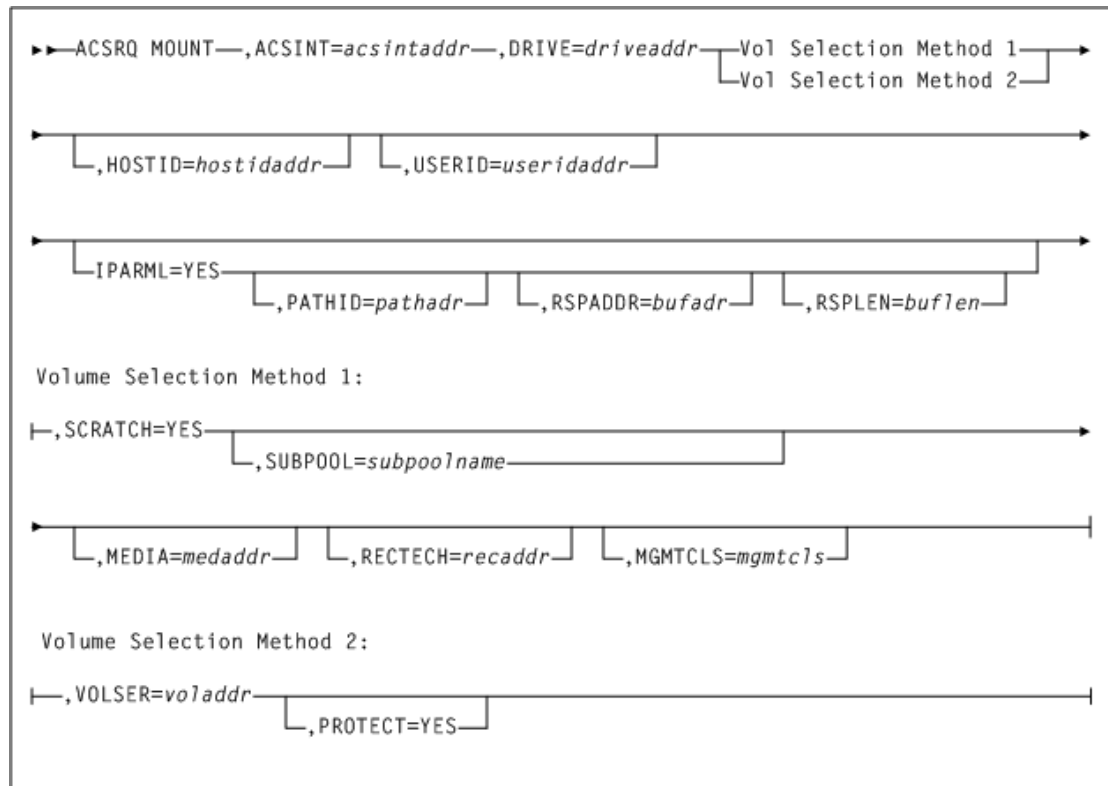 ACSRQ MOUNT ,ACSINT=acsintaddr ,DRIVE=driveaddr Vol Selection Method 1
Vol Selection Method 2
,HOSTID=hostidaddr ,USERID=useridaddr
IPARML=YES
,PATHID=pathadr ,RSPADDR=bufadr ,RSPLEN=buflen
Volume Selection Method 1:
,SCRATCH=YES
,SUBPOOL=subpoolname
,MEDIA=medaddr ,RECTECH=recaddr ,MGMTCLS=mgmtcls
Volume Selection Method 2:
,VOLSER=voladdr
,PROTECT=YES